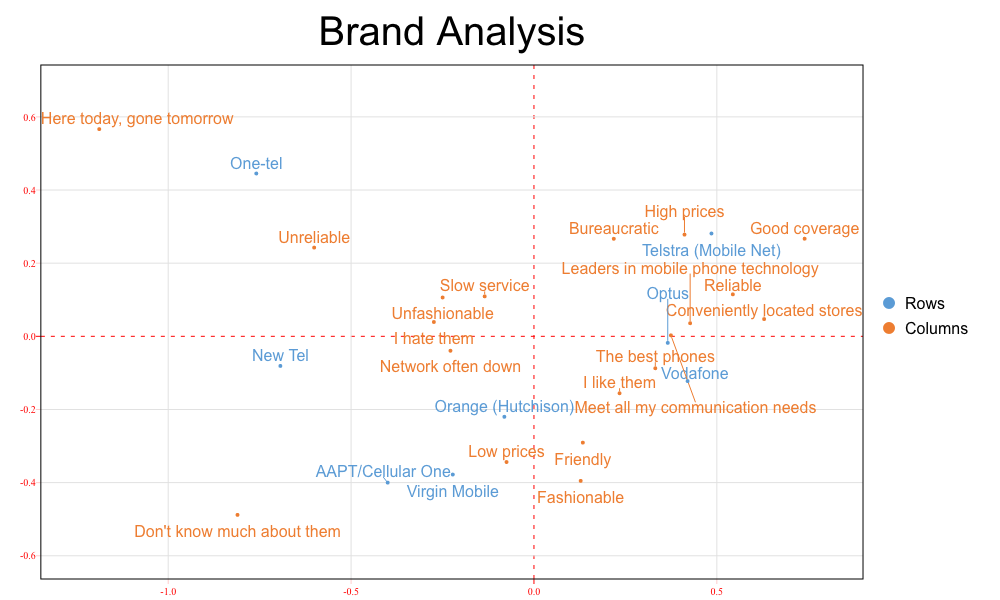 Brand Analysis
0.6
Here today, gone tomorrow
One-tel
0.4
High prices
Bureaucratic
Good coverage
Unreliable
Telstra (Mobile Net)
0.2
Leaders in mobile phone technology
Slow service
Reliable
Optus
Rows
Unfashionable
Conveniently located stores
Columns
0.0
I hate them
New Tel
The best phones
Network often down
Vodafone
I like them
-0.2
Orange (Hutchison)
Meet all my communication needs
Low prices
Friendly
AAPT/Cellular One
-0.4
Virgin Mobile
Fashionable
Don't know much about them
-0.6
-1.0
-0.5
0.0
0.5